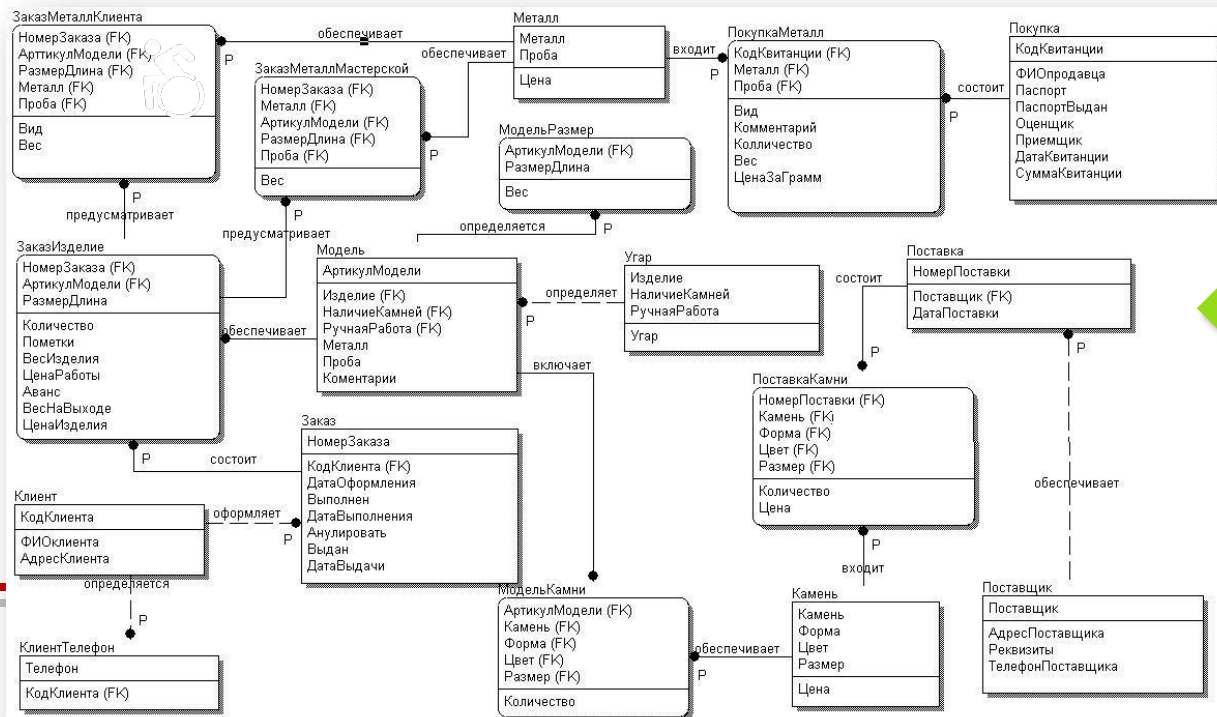 ЗаказМеталлКлиента
НомерЗаказа (FK)
АрттикулМодели (FK)
РазмерДлина (FK)
Металл (FK)
Проба (FK)
Вид
Вес
Р
обеспечивает
обеспечивает
ЗаказМеталлМастерской
НомерЗаказа (FK)
Металл (FK)
АртикулМодели (FK)
РазмерДлина (FK)
Проба (FK)
Вес
Р
Металл
Металл
Проба
Цена
входит
Р
ПокупкаМеталл
КодКвитанции (FK)
Металл (FK)
Проба (FK)
Вид
Комментарий
Колличество
Вес
ЦенаЗаГрамм
состоит
Р
Покупка
КодКвитанции
ФИОпродавца
Паспорт
ПаспортВыдан
Оценщик
Приемщик
ДатаКвитанции
СуммаКвитанции
МодельРазмер
АртикулМодели (FK)
РазмерДлина
Вес
Р
определяется
Р
предусматривает
Р
предусматривает
ЗаказИзделие
НомерЗаказа (FK)
АртикулМодели (FK)
РазмерДлина
Количество
Пометки
ВесИзделия
ЦенаРаботы
Аванс
ВесНаВыходе
ЦенаИзделия
обеспечивает
Модель
АртикулМодели
Изделие (FK)
НаличиеКамней (FK)
РучнаяРабота (FK)
Металл
Проба
Коментарии
определяет
Р
Угар
Изделие
НаличиеКамней
РучнаяРабота
Угар
включает
состоит
Р
Поставка
НомерПоставки
Поставщик (FK)
ДатаПоставки
Р
ПоставкаКамни
НомерПоставки (FK)
Камень (FKi
Форма (FK)
Цвет (FK)
Размер (FK)
Количество
Цена
Р
входит
обеспечивает
Р
состоит
Заказ
НомерЗаказа
КодКлиента (FK)
ДатаОформления
Выполнен
ДатаВыполнения
Анулировать
Выдан
ДатаВыдачи
Клиент
КодКлиента
ФИОклиента
АдресКлиента
оформляет
Р
определяется
Р
КлиентТелефон
Телефон
КодКлиента (FK)
МодельКамни
АртикулМодели (FK)
Камень (FK)
Форма (FK)
Цвет (FK)
Размер (FK)
Количество
обеспечивает
Р
Камень
Камень
Форма
Цвет
Размер
Цена
Поставщик
Поставщик
АдресПоставщика
Реквизиты
ТелефонПоставщика